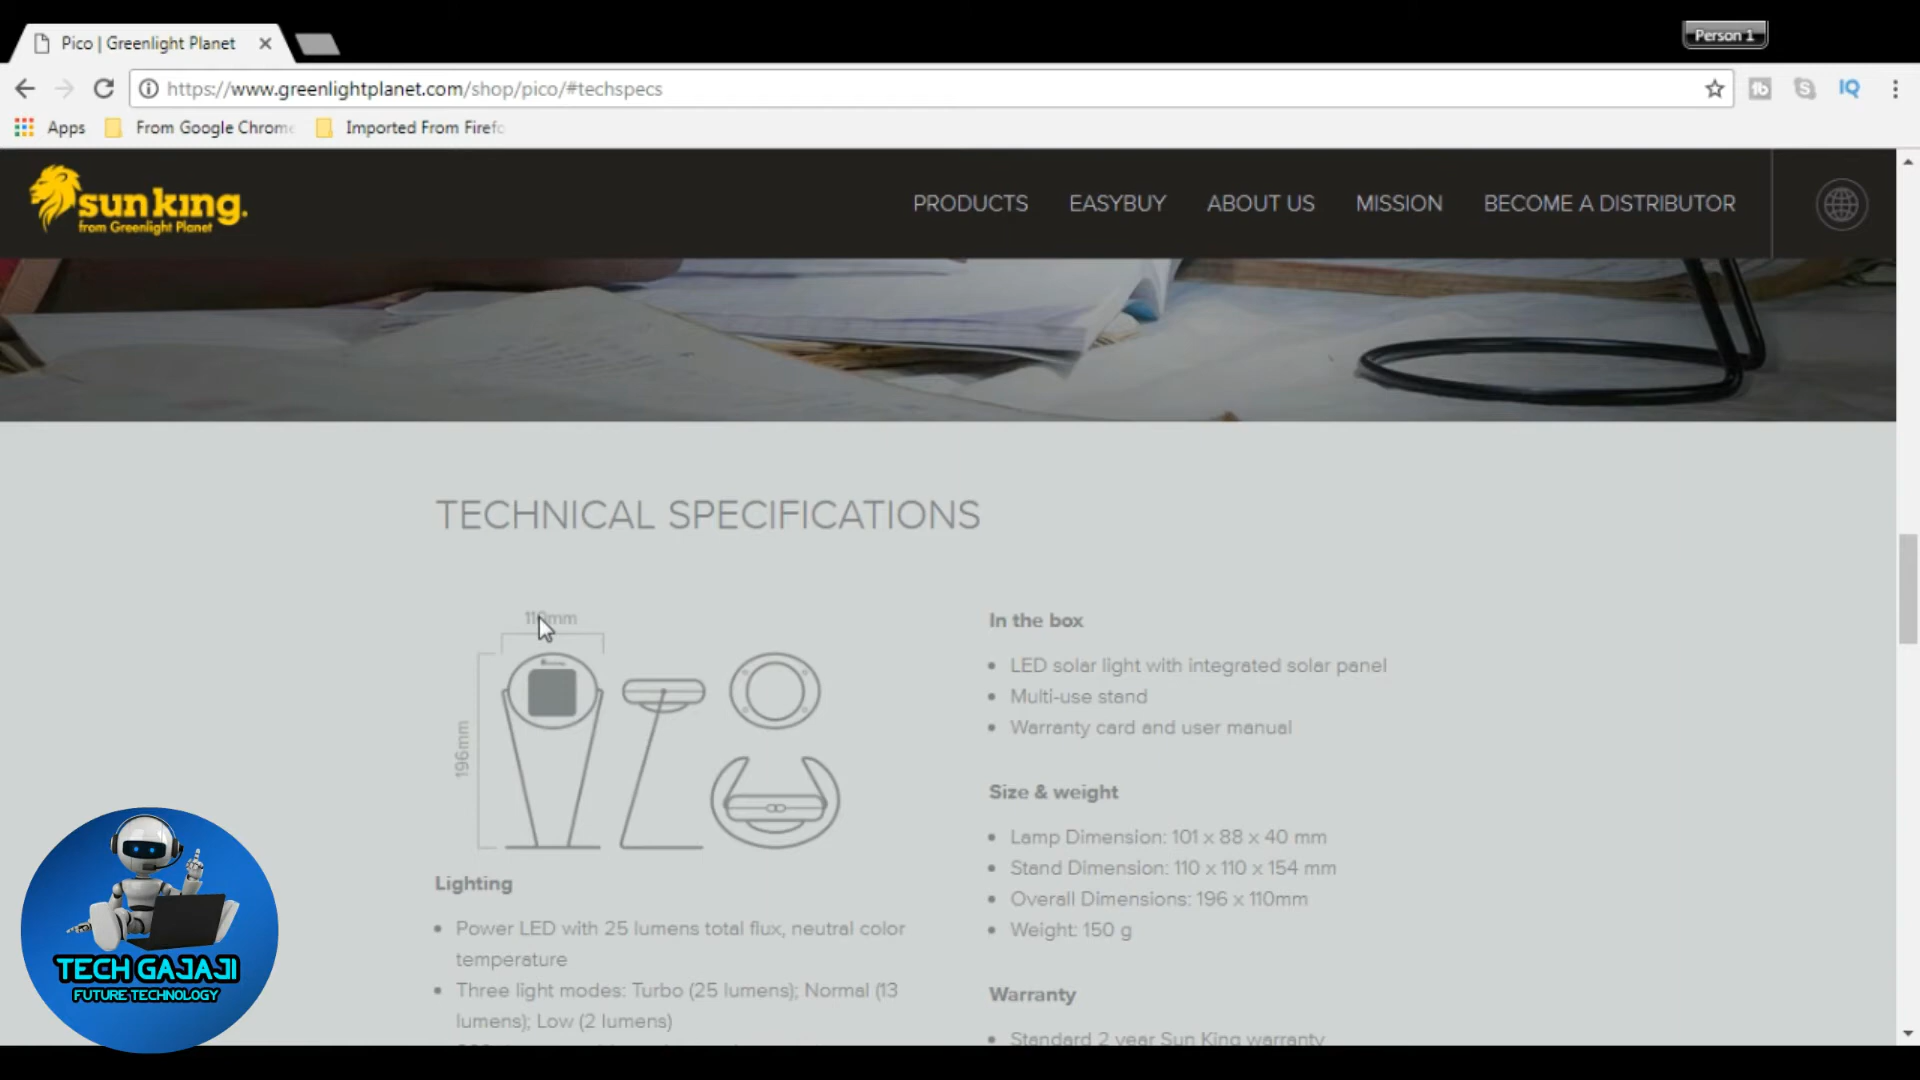 Pico | Greenlight Planet
Person 1
https://www.greenlightplanet.com/shop/pico/#techspecs
Apps
From Google Chrome
Imported From Firefo
sun king.
from Greenlight Planet
PRODUCTS EASYBUY ABOUT US MISSION BECOME A DISTRIBUTOR
TECHNICAL SPECIFICATIONS
196mm
Lighting
Power LED with 25 lumens total flux, neutral color
temperature
Three light modes: Turbo (25 lumens); Normal (13
lumens); Low (2 lumens)
In the box
LED solar light with integrated solar panel
Multi-use stand
Warranty card and user manual
Size & weight
Lamp Dimension: 101 x 88 x 40 mm
Stand Dimension: 110 x 110 x 154 mm
Overall Dimensions: 196 x 110mm
Weight: 150 g
Warranty
Standard 2 year Sun King warranty
TECH GAJAJI
FUTURE TECHNOLOGY